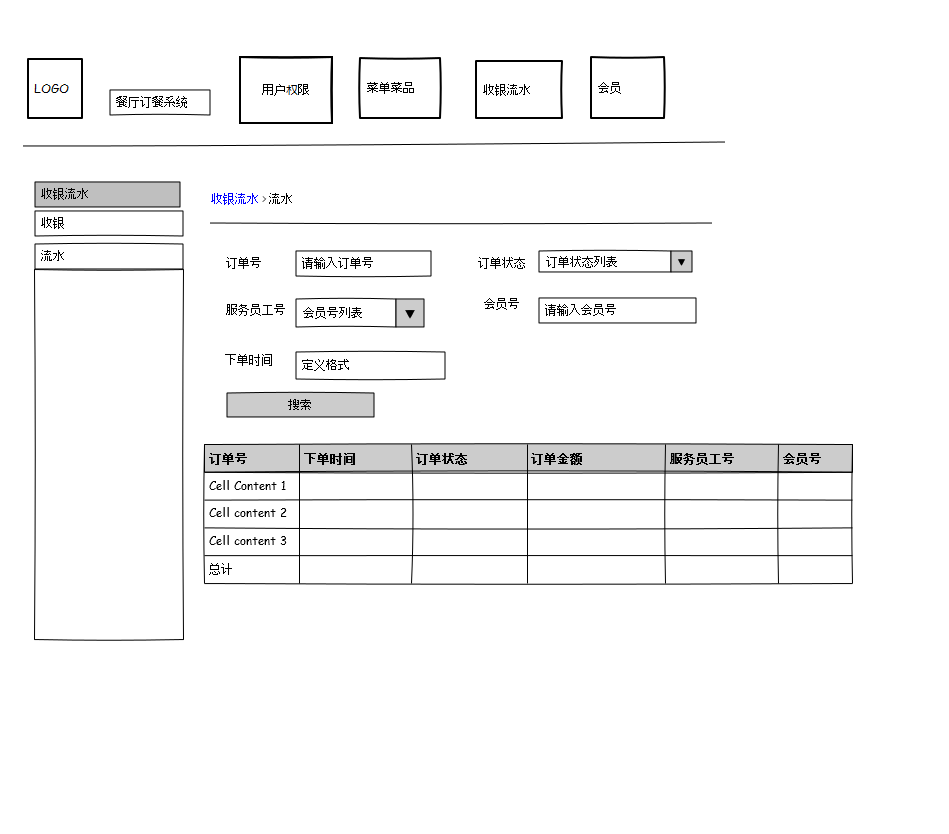 LOGO
餐厅订餐系统
用户权限
菜单菜品
收银流水
会员
收银流水
收银
流水
收银流水 > 流水
订单号 请输入订单号
订单状态 订单状态列表
服务员工号 会员号列表
会员号 请输入会员号
下单时间 定义格式
搜索
订单号 下单时间 订单状态 订单金额 服务员工号 会员号
Cell Content 1
Cell content 2
Cell content 3
总计